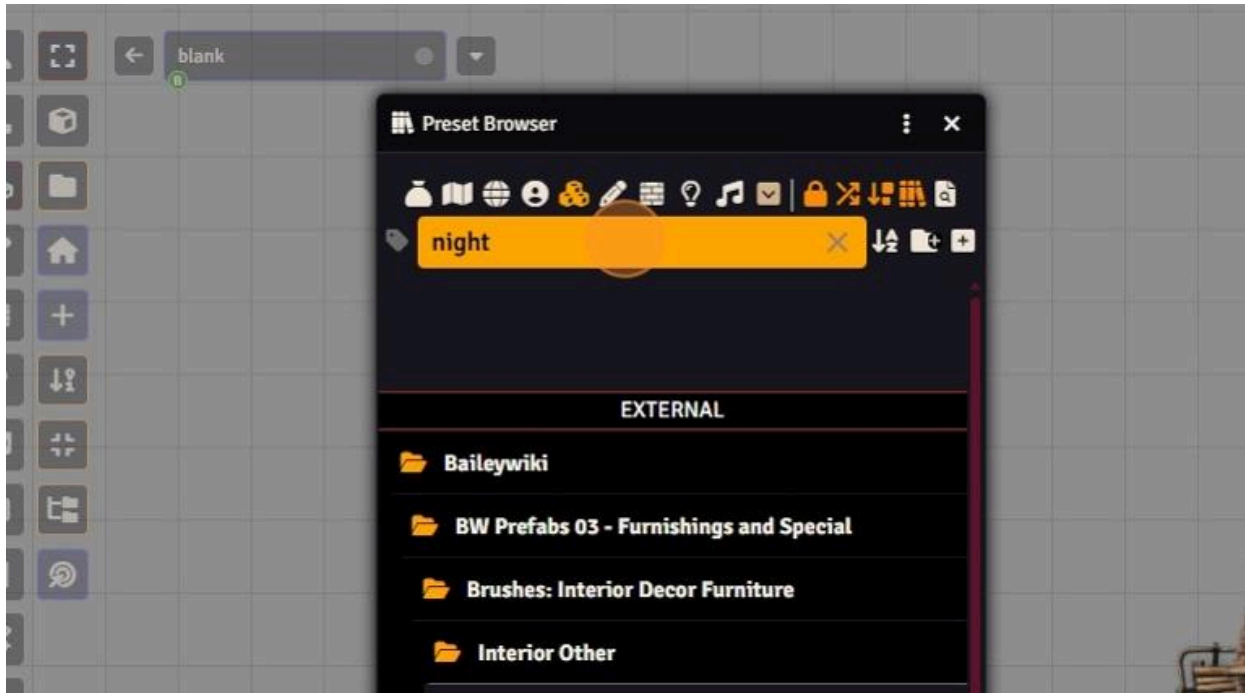 blank
B
Preset Browser
night
EXTERNAL
Baileywiki
BW Prefabs 03 - Furnishings and Special
Brushes: Interior Decor Furniture
Interior Other